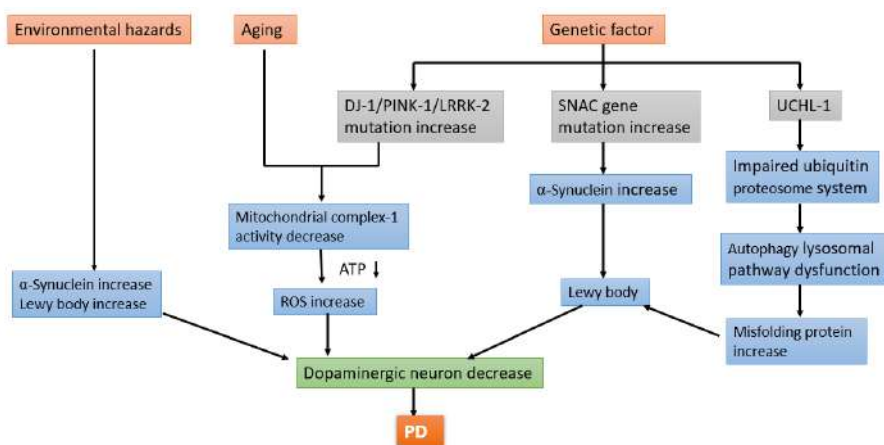 Environmental hazards
Aging
Genetic factor
DJ-1/PINK-1/LRRK-2
mutation increase
SNAC gene
mutation increase
UCHL-1
Impaired ubiquitin
proteosome system
α-Synuclein increase
Mitochondrial complex-1
activity decrease
Autophagy lysosomal
pathway dysfunction
ATP
α-Synuclein increase
Lewy body increase
ROS increase
Lewy body
Misfolding protein
increase
Dopaminergic neuron decrease
PD